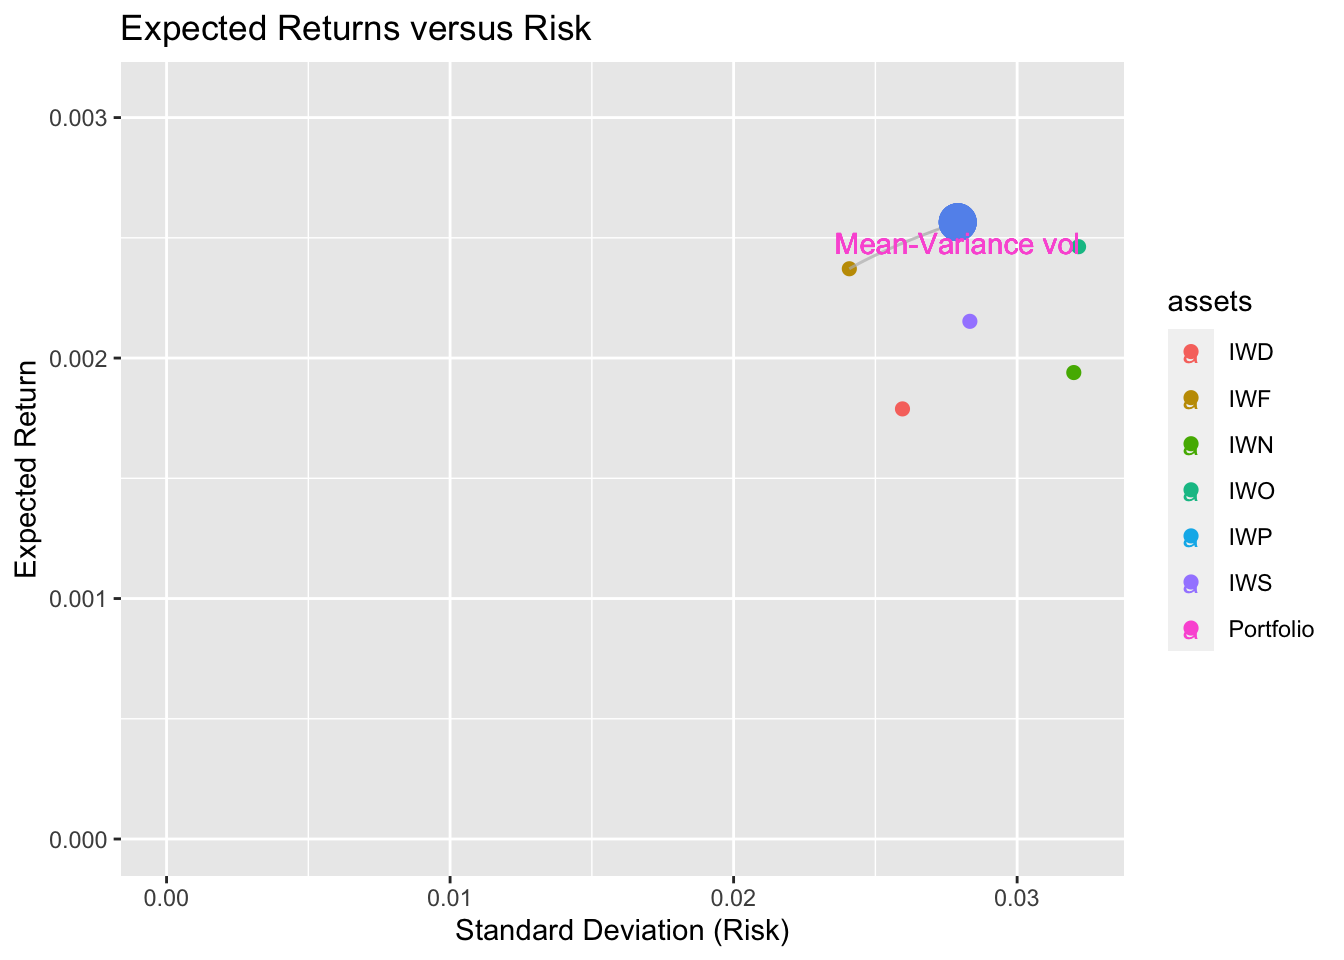 Expected Returns versus Risk
0.003
0.002
0.001
0.000
Expected Return
Mean-Variance vol
0.00
0.01
0.02
0.03
Standard Deviation (Risk)
assets
a IWD
a IWF
a IWN
a IWO
a IWP
a IWS
a Portfolio